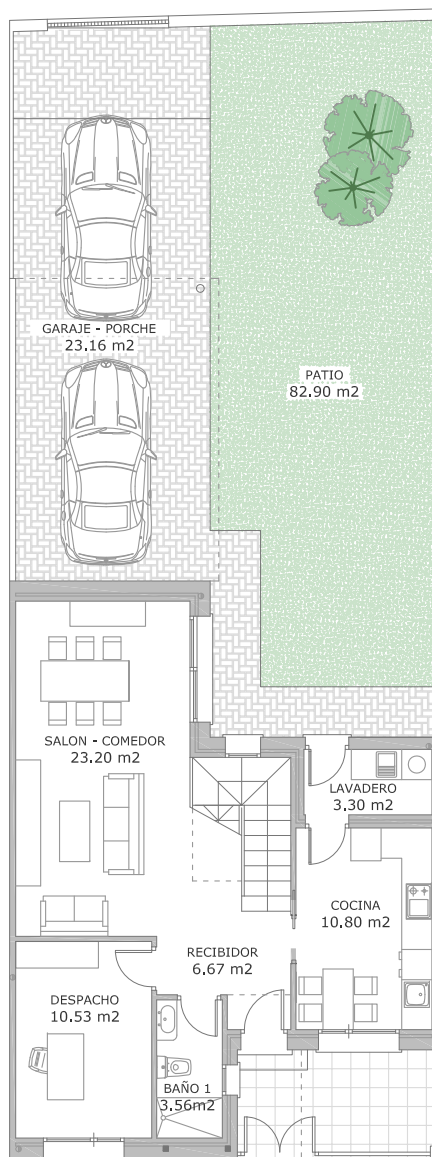 GARAJE - PORCHE
23.16 m2
PATIO
82.90 m2
SALON - COMEDOR
23.20 m2
LAVADERO
3.30 m2
COCINA
10.80 m2
RECIBIDOR
6.67 m2
DESPACHO
10.53 m2
BAÑO 1
3.56m2